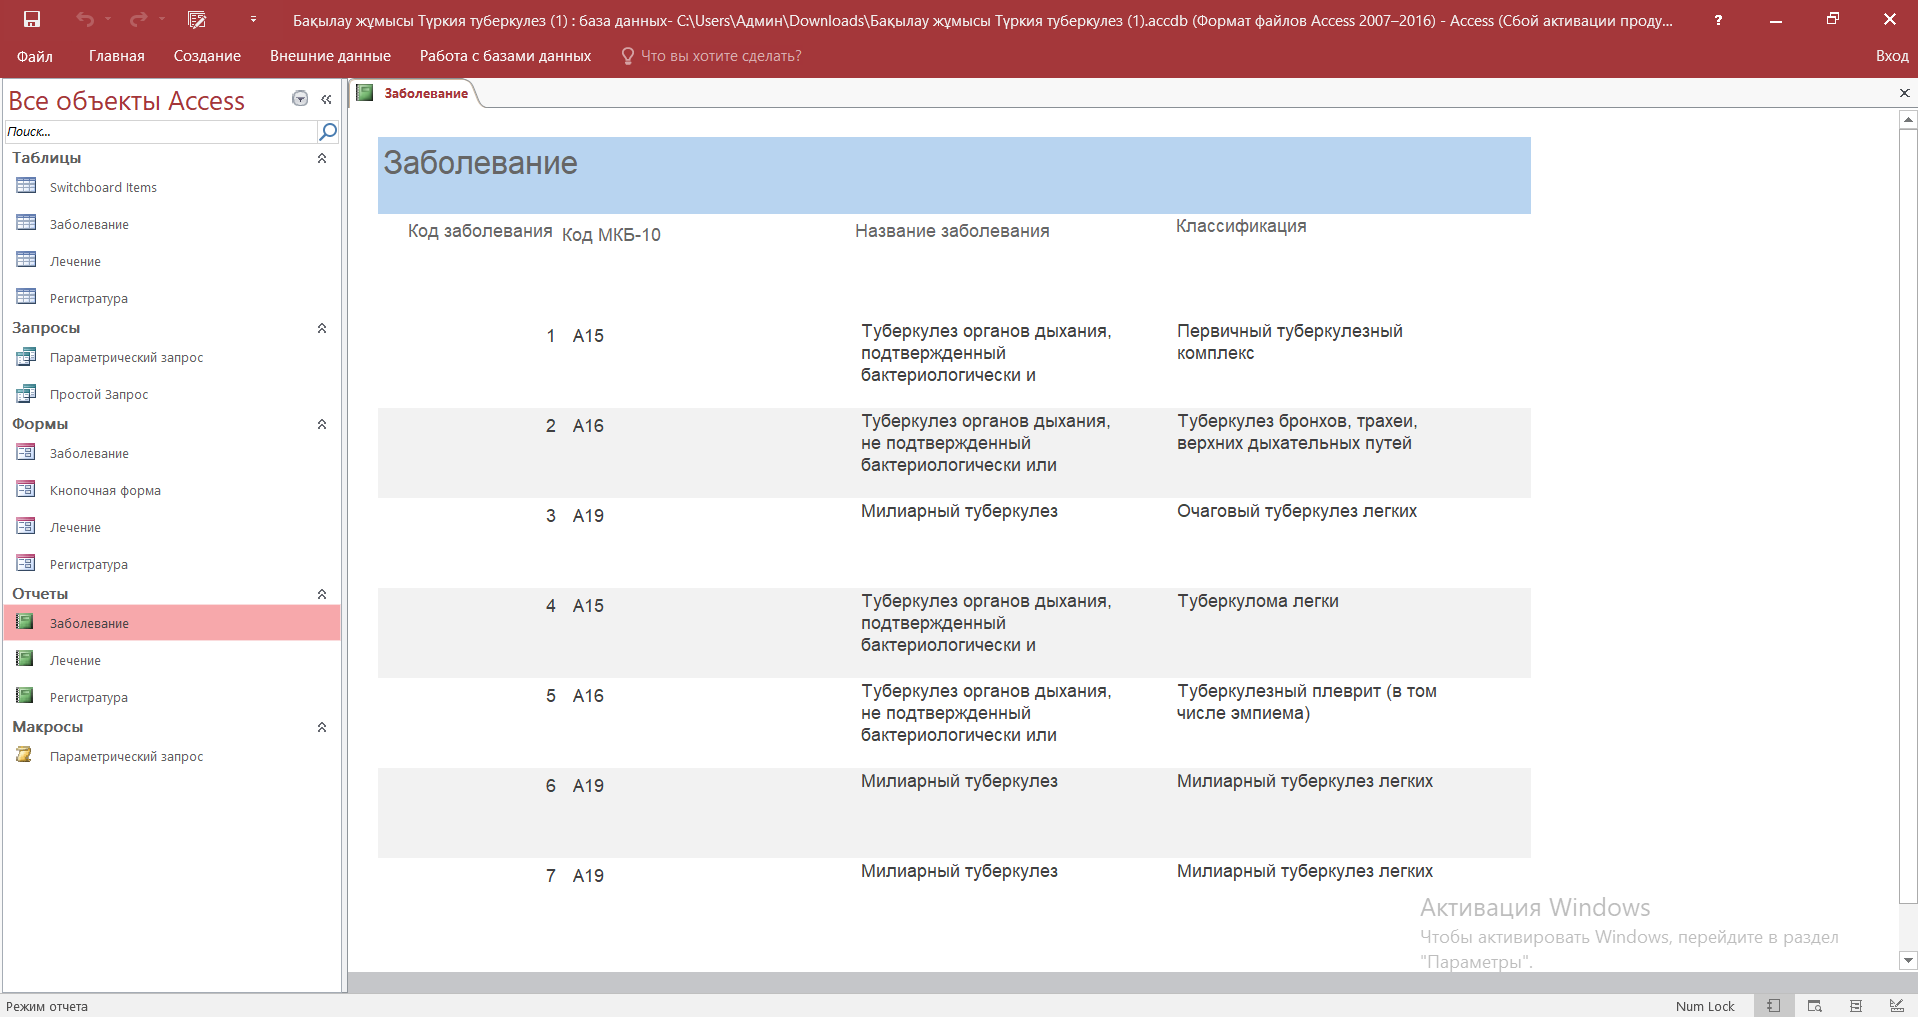 Бақылау жұмысы Түркия туберкулез (1) : база данных- C:\Users\Админ\Downloads\Бақылау жұмысы Түркия туберкулез (1).accdb (Формат файлов Access 2007–2016) - Access (Сбой активации проду...
?
Файл Главная Создание Внешние данные Работа с базами данных Что вы хотите сделать? Вход
Все объекты Access
Поиск...
Таблицы
Switchboard Items
Заболевание
Лечение
Регистратура
Запросы
Параметрический запрос
Простой Запрос
Формы
Заболевание
Кнопочная форма
Лечение
Регистратура
Отчеты
Заболевание
Лечение
Регистратура
Макросы
Параметрический запрос
Заболевание
Заболевание
Код заболевания Код МКБ-10 Название заболевания Классификация
1 A15 Туберкулез органов дыхания, Первичный туберкулезный
подтвержденный комплекс
бактериологически и
2 A16 Туберкулез органов дыхания, Туберкулез бронхов, трахеи,
не подтвержденный верхних дыхательных путей
бактериологически или
3 A19 Милиарный туберкулез Очаговый туберкулез легких
4 A15 Туберкулез органов дыхания, Туберкулома легки
подтвержденный
бактериологически и
5 A16 Туберкулез органов дыхания, Туберкулезный плеврит (в том
не подтвержденный числе эмпиема)
бактериологически или
6 A19 Милиарный туберкулез Милиарный туберкулез легких
7 A19 Милиарный туберкулез Милиарный туберкулез легких
Активация Windows
Чтобы активировать Windows, перейдите в раздел
"Параметры".
Режим отчета Num Lock